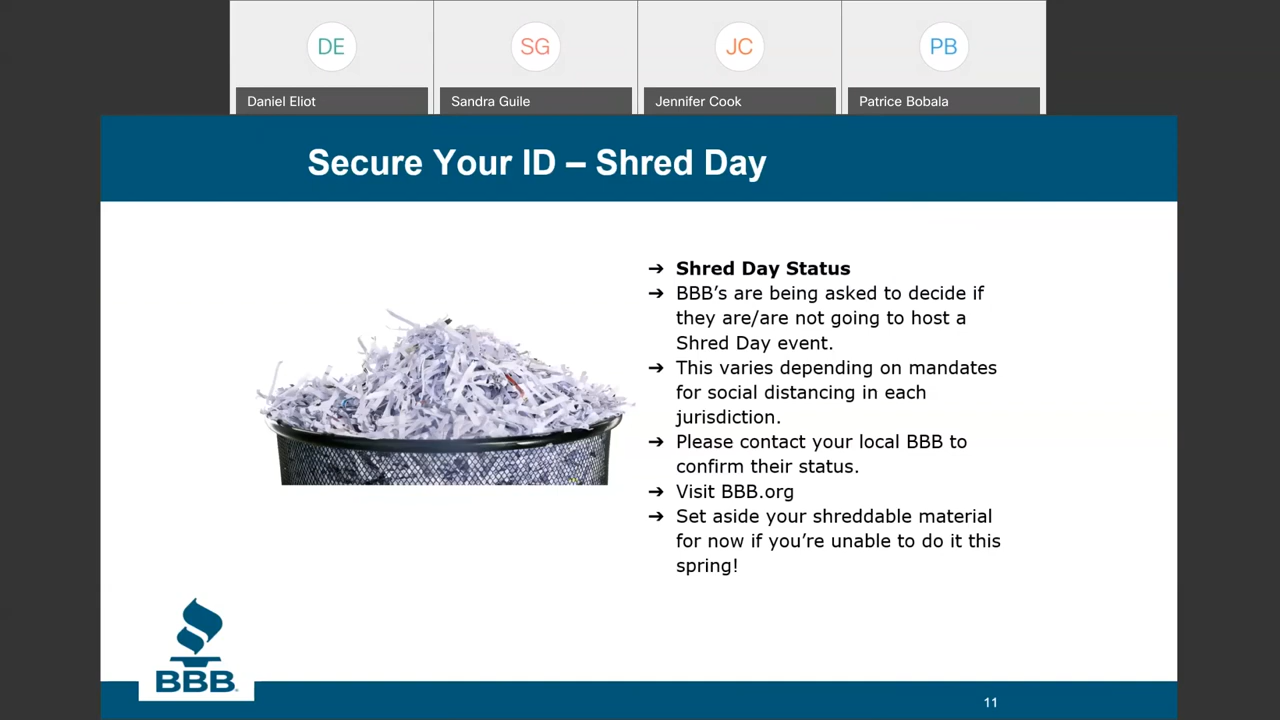 DE
SG
JC
PB
Daniel Eliot
Sandra Guile
Jennifer Cook
Patrice Bobala
Secure Your ID – Shred Day
➔ Shred Day Status
➔ BBB’s are being asked to decide if
they are/are not going to host a
Shred Day event.
➔ This varies depending on mandates
for social distancing in each
jurisdiction.
➔ Please contact your local BBB to
confirm their status.
➔ Visit BBB.org
➔ Set aside your shreddable material
for now if you’re unable to do it this
spring!
BBB
11